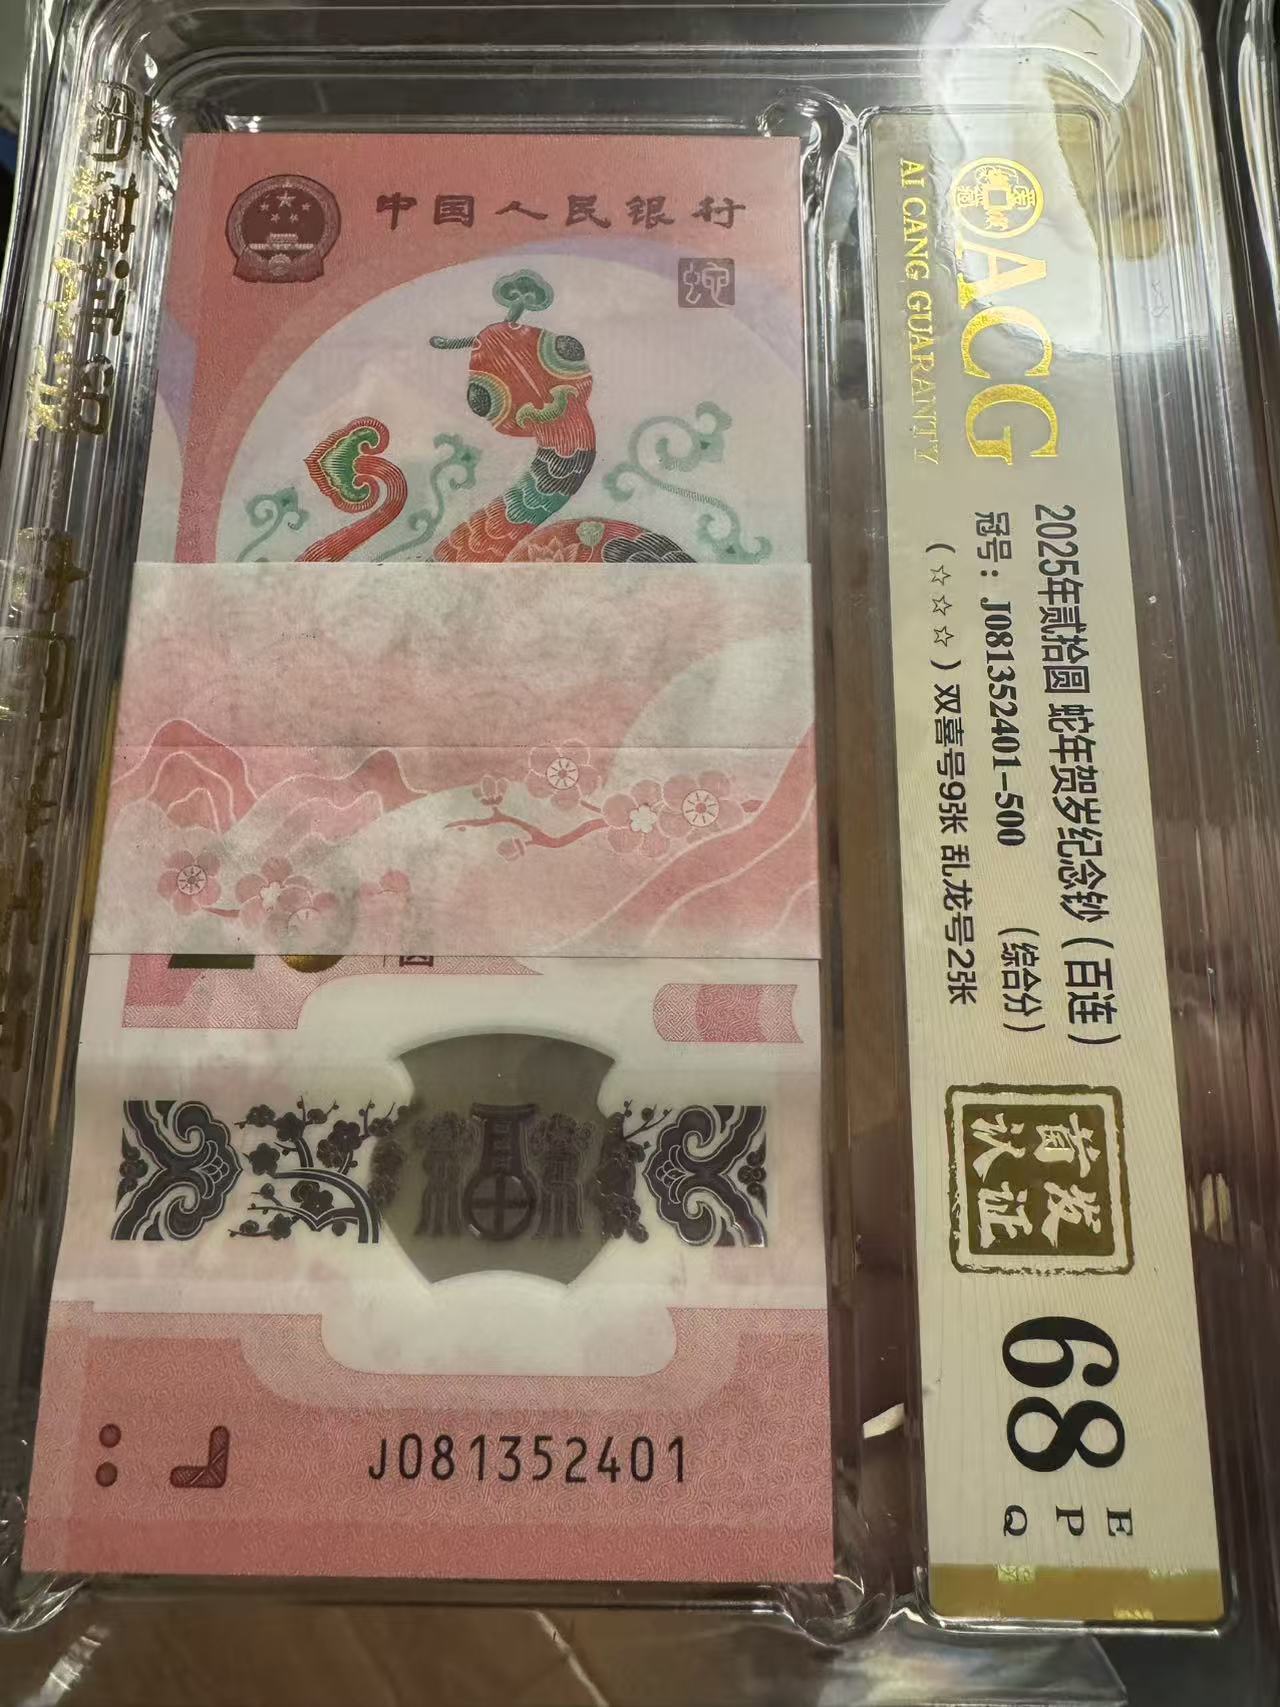 中国人民银行
蛇
J081352401
ACG
AI CANG GUARANTY
2025年贰拾圆 蛇年贺岁纪念钞（百连）
冠号：J081352401-500 （综合分）
（☆☆☆）双喜号9张 乱龙号2张
首发
认证
68
E
P
Q